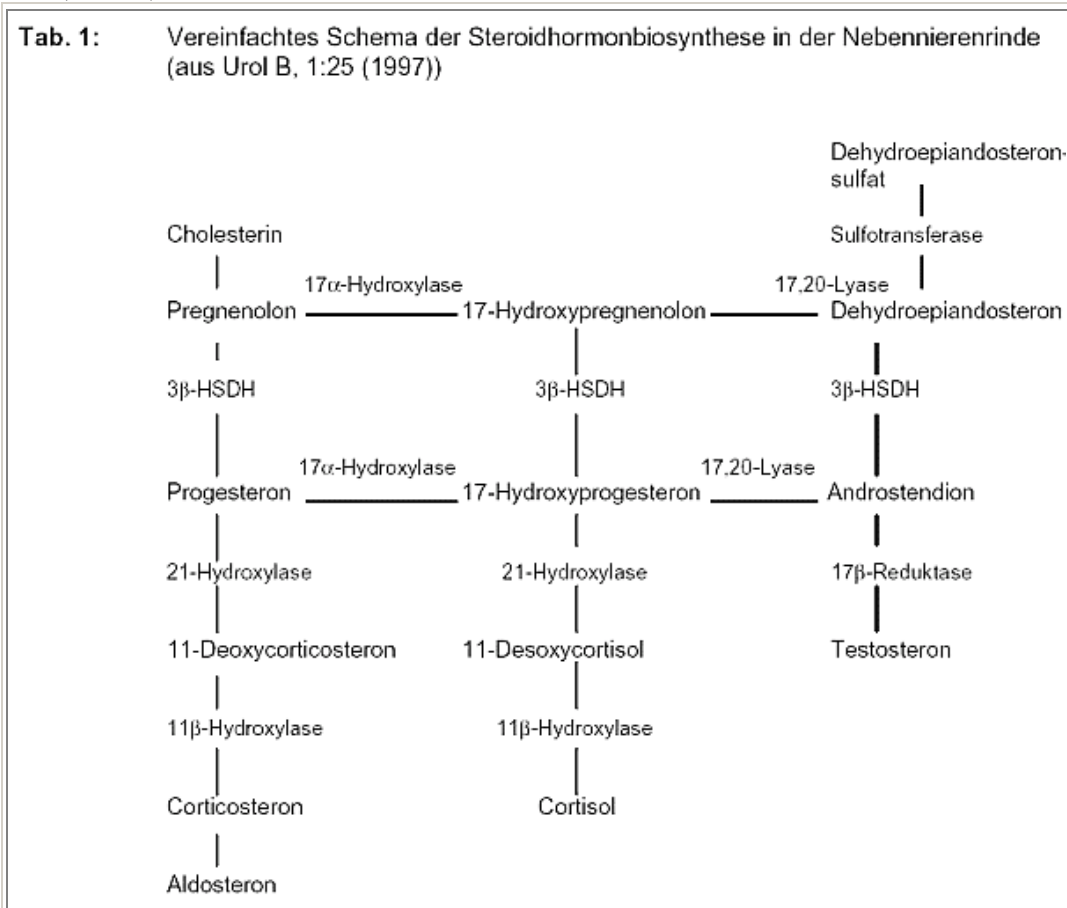 Tab. 1: Vereinfachtes Schema der Steroidhormonbiosynthese in der Nebennierenrinde
(aus Urol B, 1:25 (1997))
Dehydroepiandosteron-
sulfat
Cholesterin Sulfotransferase
17α-Hydroxylase 17,20-Lyase
Pregnenolon 17-Hydroxypregnenolon Dehydroepiandosteron
3β-HSDH 3β-HSDH 3β-HSDH
17α-Hydroxylase 17,20-Lyase
Progesteron 17-Hydroxyprogesteron Androstendion
21-Hydroxylase 21-Hydroxylase 17β-Reduktase
11-Deoxycorticosteron 11-Desoxycortisol Testosteron
11β-Hydroxylase 11β-Hydroxylase
Corticosteron Cortisol
Aldosteron